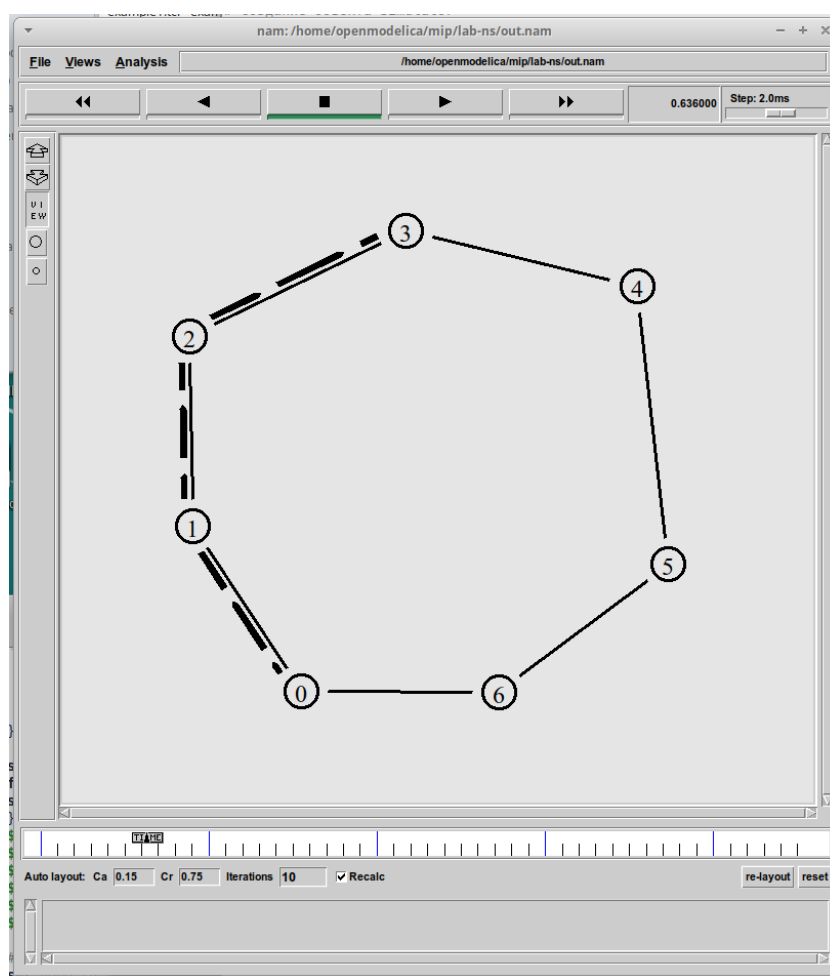 nam: /home/openmodelica/mip/lab-ns/out.nam
File Views Analysis /home/openmodelica/mip/lab-ns/out.nam
0.636000 Step: 2.0ms
VI
EW
3
4
2
1
5
0
6
TIME
Auto layout: Ca 0.15 Cr 0.75 Iterations 10 Recalc re-layout reset